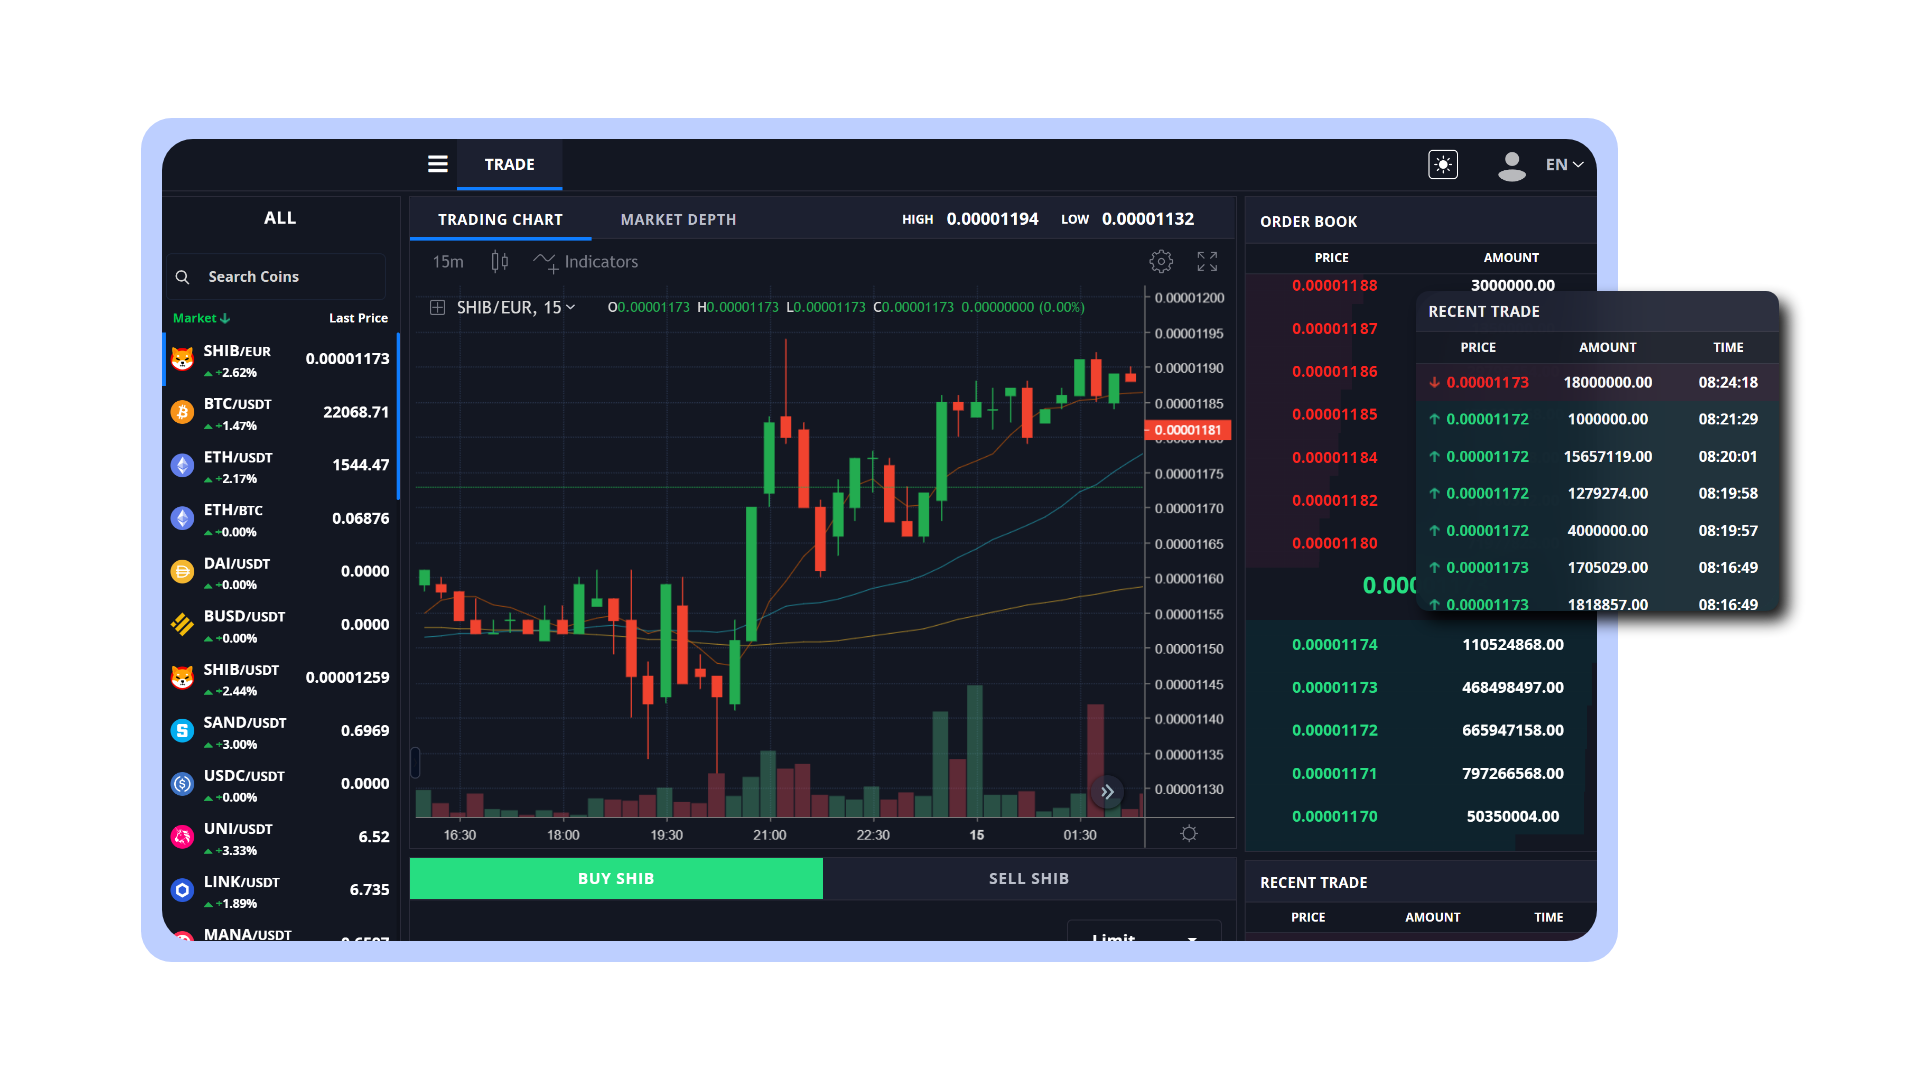 TRADE
EN
ALL
Search Coins
Market Last Price
SHIB/EUR 0.00001173
+2.62%
BTC/USDT 22068.71
+1.47%
ETH/USDT 1544.47
+2.17%
ETH/BTC 0.06876
+0.00%
DAI/USDT 0.0000
+0.00%
BUSD/USDT 0.0000
+0.00%
SHIB/USDT 0.00001259
+2.44%
SAND/USDT 0.6969
+3.00%
USDC/USDT 0.0000
+0.00%
UNI/USDT 6.52
+3.33%
LINK/USDT 6.735
+1.89%
MANA/USDT
TRADING CHART MARKET DEPTH HIGH 0.00001194 LOW 0.00001132
15m Indicators
SHIB/EUR, 15 O0.00001173 H0.00001173 L0.00001173 C0.00001173 0.00000000 (0.00%)
0.00001200
0.00001195
0.00001190
0.00001185
0.00001181
0.00001175
0.00001170
0.00001165
0.00001160
0.00001155
0.00001150
0.00001145
0.00001140
0.00001135
0.00001130
16:30 18:00 19:30 21:00 22:30 15 01:30
BUY SHIB SELL SHIB
Limit
ORDER BOOK
PRICE AMOUNT
0.00001188 3000000.00
0.00001187
0.00001186
0.00001185
0.00001184
0.00001182
0.00001180
0.000
0.00001174 110524868.00
0.00001173 468498497.00
0.00001172 665947158.00
0.00001171 797266568.00
0.00001170 50350004.00
RECENT TRADE
PRICE AMOUNT TIME
RECENT TRADE
PRICE AMOUNT TIME
↓ 0.00001173 18000000.00 08:24:18
↑ 0.00001172 1000000.00 08:21:29
↑ 0.00001172 15657119.00 08:20:01
↑ 0.00001172 1279274.00 08:19:58
↑ 0.00001172 4000000.00 08:19:57
↑ 0.00001173 1705029.00 08:16:49
↑ 0.00001173 1818857.00 08:16:49